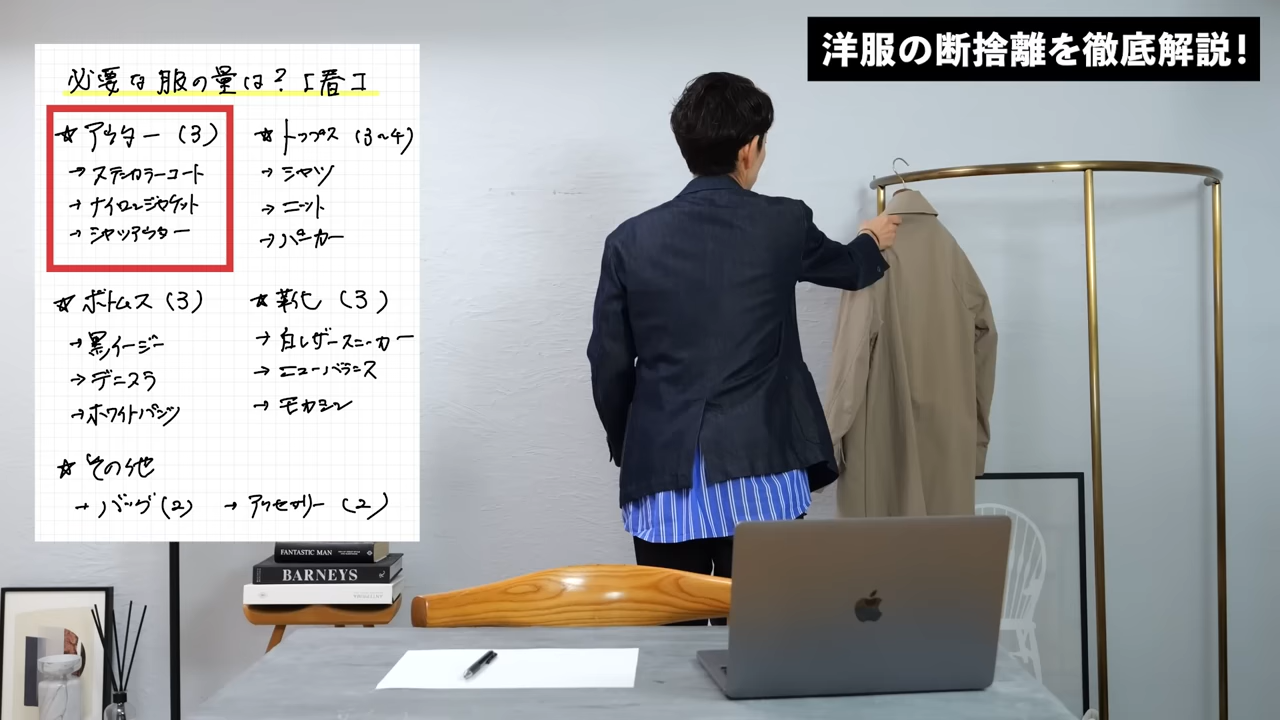 洋服の断捨離を徹底解説!
必要な服の量は?「春」
☆アウター(3)
→ステンカラーコート
→ナイロンジャケット
→シャツアウター
☆トップス(3~4)
→シャツ
→ニット
→パーカー
☆ボトムス(3)
→黒イージー
→デニスラ
→ホワイトパンツ
☆靴(3)
→白レザースニーカー
→ニューバランス
→モカシン
☆その他
→バッグ(2) →アクセサリー(2)
FANTASTIC MAN
BARNEYS